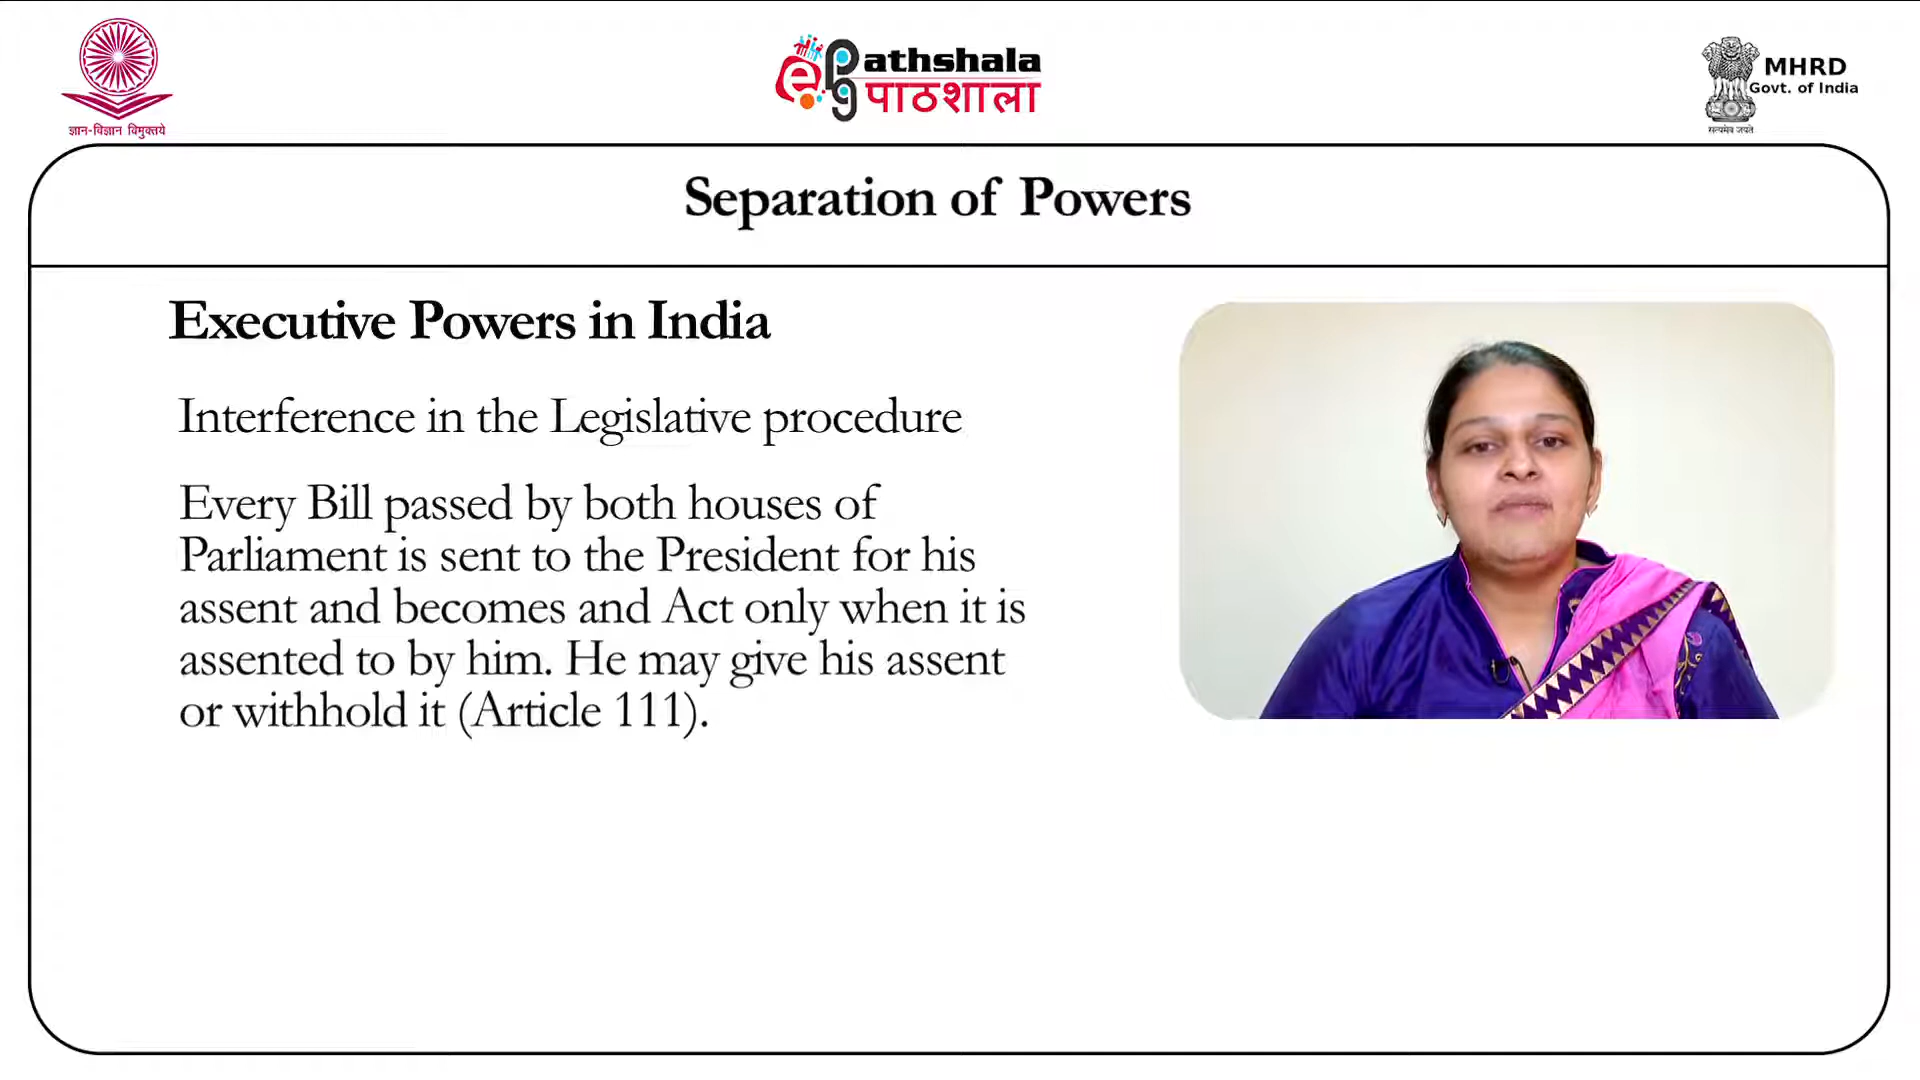 ज्ञान-विज्ञान विमुक्तये
ePG Pathshala
पाठशाला
MHRD
Govt. of India
सत्यमेव जयते
Separation of Powers
Executive Powers in India
Interference in the Legislative procedure
Every Bill passed by both houses of
Parliament is sent to the President for his
assent and becomes and Act only when it is
assented to by him. He may give his assent
or withhold it (Article 111).